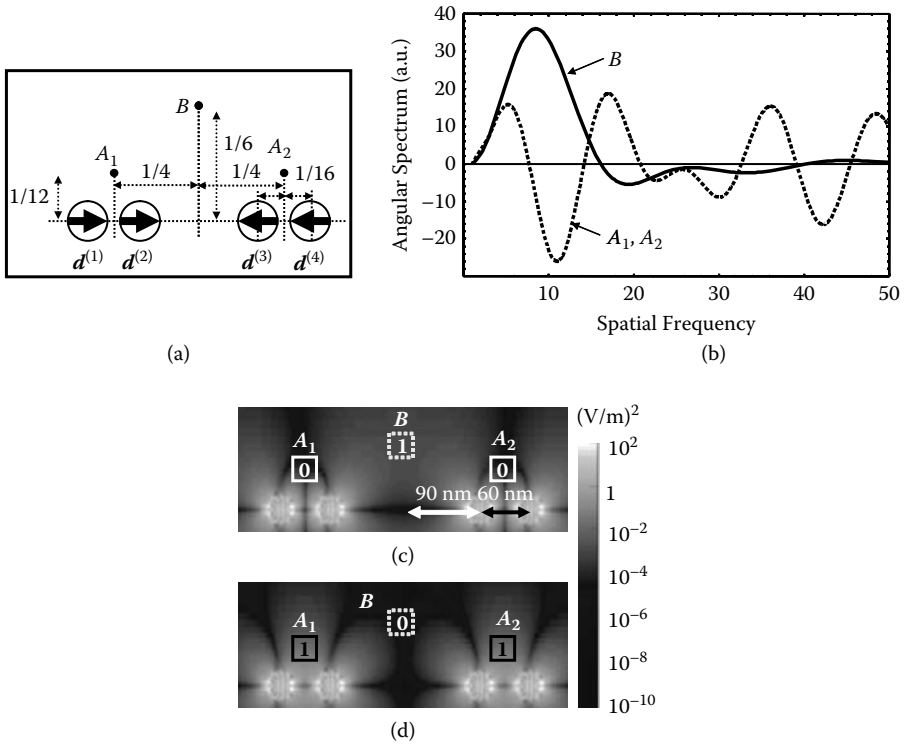 (a)
B
A₁
A₂
1/6
1/4
1/4
1/16
1/12
d⁽¹⁾
d⁽²⁾
d⁽³⁾
d⁽⁴⁾
(b)
Angular Spectrum (a.u.)
40
30
20
10
0
−10
−20
B
A₁, A₂
10
20
30
40
50
Spatial Frequency
(a)
(b)
B
A₁
1
A₂
0
0
90 nm
60 nm
(c)
B
A₁
0
A₂
1
1
(d)
(V/m)²
10²
1
10⁻²
10⁻⁴
10⁻⁶
10⁻⁸
10⁻¹⁰